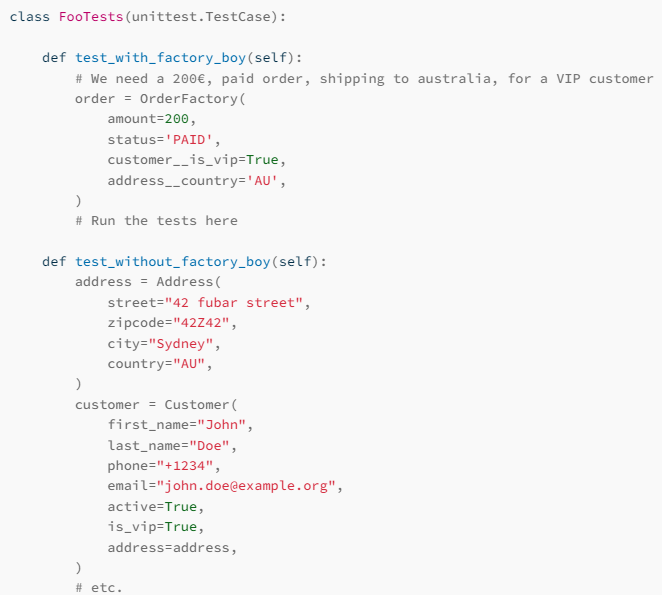 class FooTests(unittest.TestCase):

    def test_with_factory_boy(self):
        # We need a 200€, paid order, shipping to australia, for a VIP customer
        order = OrderFactory(
            amount=200,
            status='PAID',
            customer__is_vip=True,
            address__country='AU',
        )
        # Run the tests here

    def test_without_factory_boy(self):
        address = Address(
            street="42 fubar street",
            zipcode="42Z42",
            city="Sydney",
            country="AU",
        )
        customer = Customer(
            first_name="John",
            last_name="Doe",
            phone="+1234",
            email="john.doe@example.org",
            active=True,
            is_vip=True,
            address=address,
        )
        # etc.